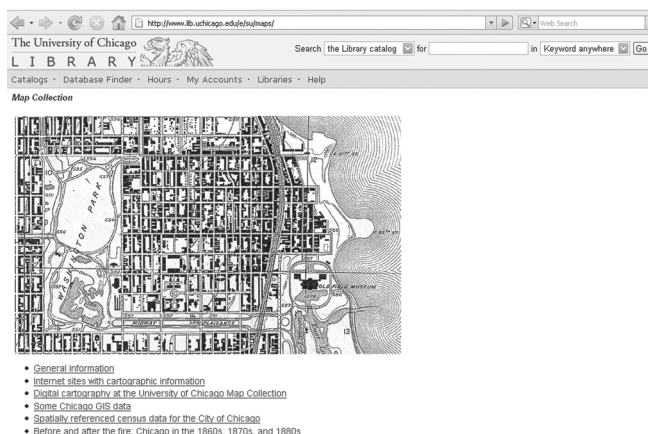 http://www.lib.uchicago.edu/e/su/maps/ Web Search
The University of Chicago
LIBRARY
Search the Library catalog for in Keyword anywhere Go
Catalogs · Database Finder · Hours · My Accounts · Libraries · Help
Map Collection
WASHINGTON PARK
OLD FIELD MUSEUM
MIDWAY PLAISANCE
13
◆ General information
◆ Internet sites with cartographic information
◆ Digital cartography at the University of Chicago Map Collection
◆ Some Chicago GIS data
◆ Spatially referenced census data for the City of Chicago
◆ Before and after the fire: Chicago in the 1860s, 1870s, and 1880s